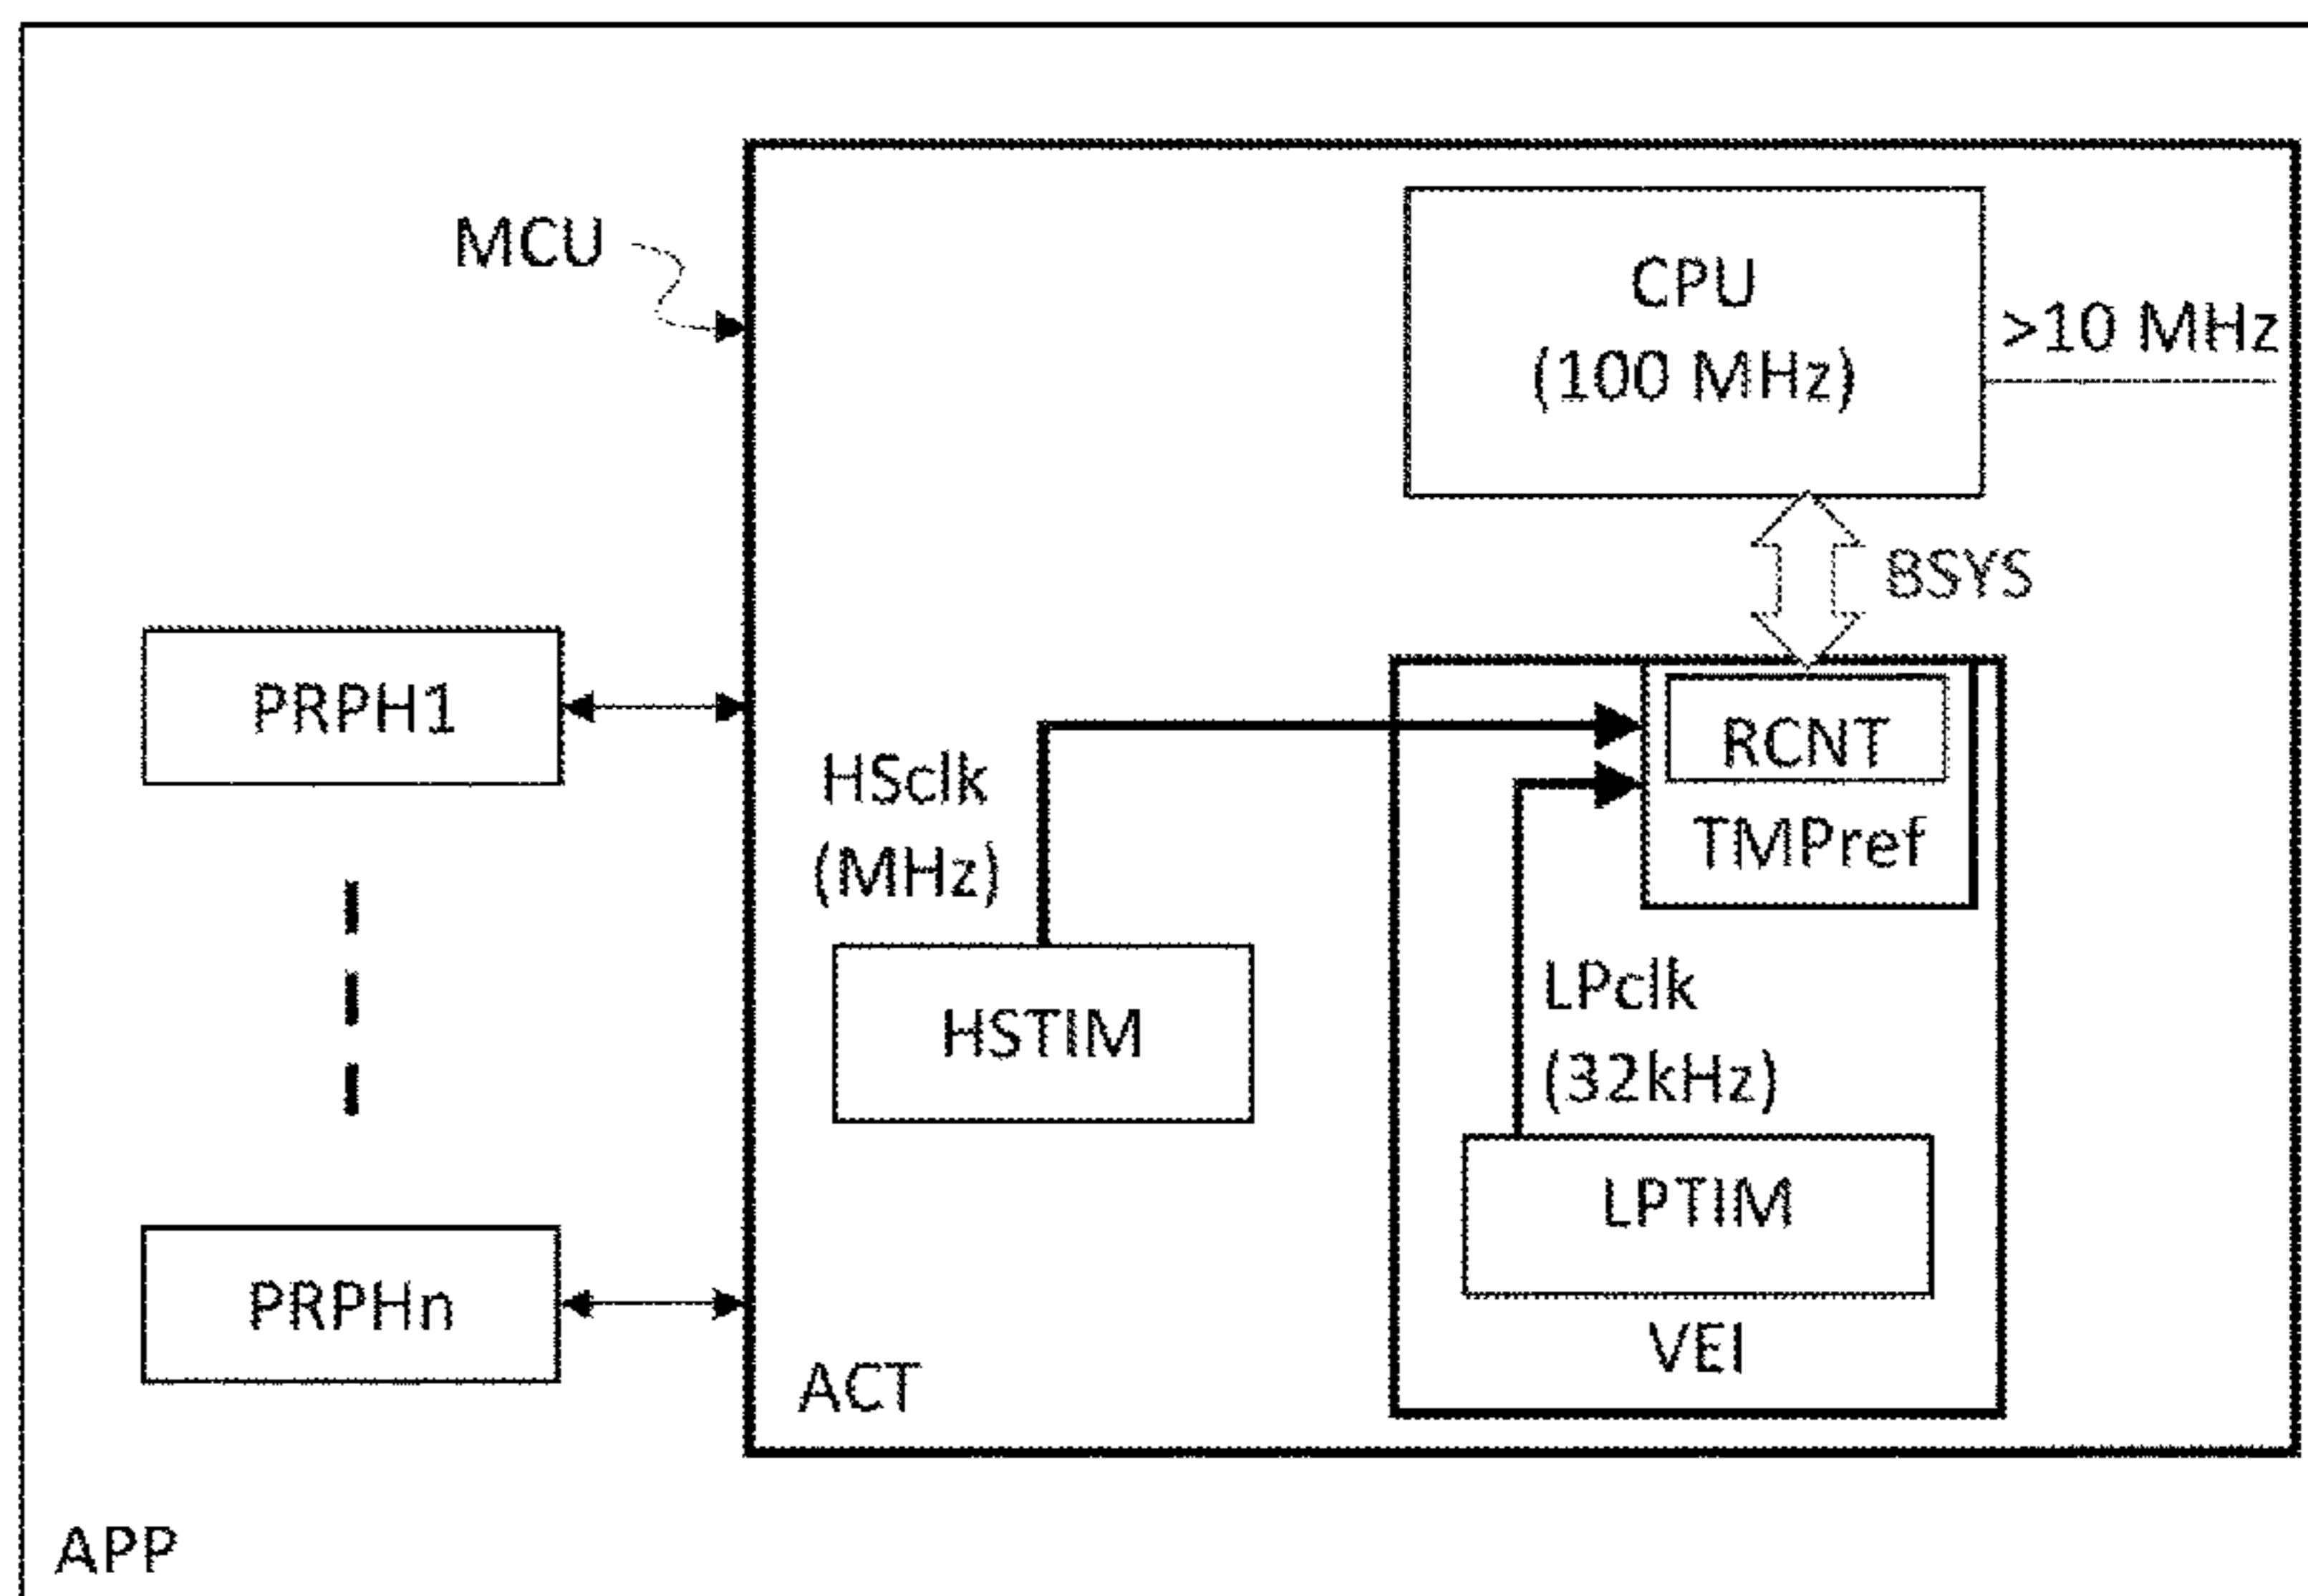 MCU
CPU
(100 MHz)
>10 MHz
BSYS
PRPH1
HSclk
(MHz)
RCNT
TMPref
HSTIM
LPclk
(32kHz)
LPTIM
VEI
PRPHn
ACT
APP